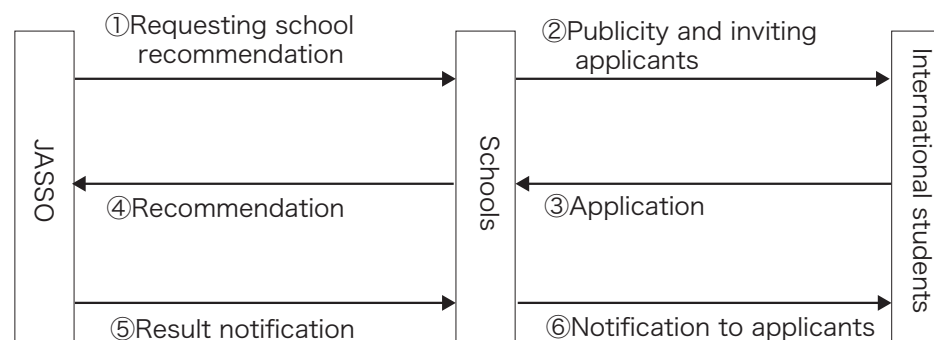 ①Requesting school
recommendation
②Publicity and inviting
applicants
JASSO
Schools
International students
④Recommendation
③Application
⑤Result notification
⑥Notification to applicants